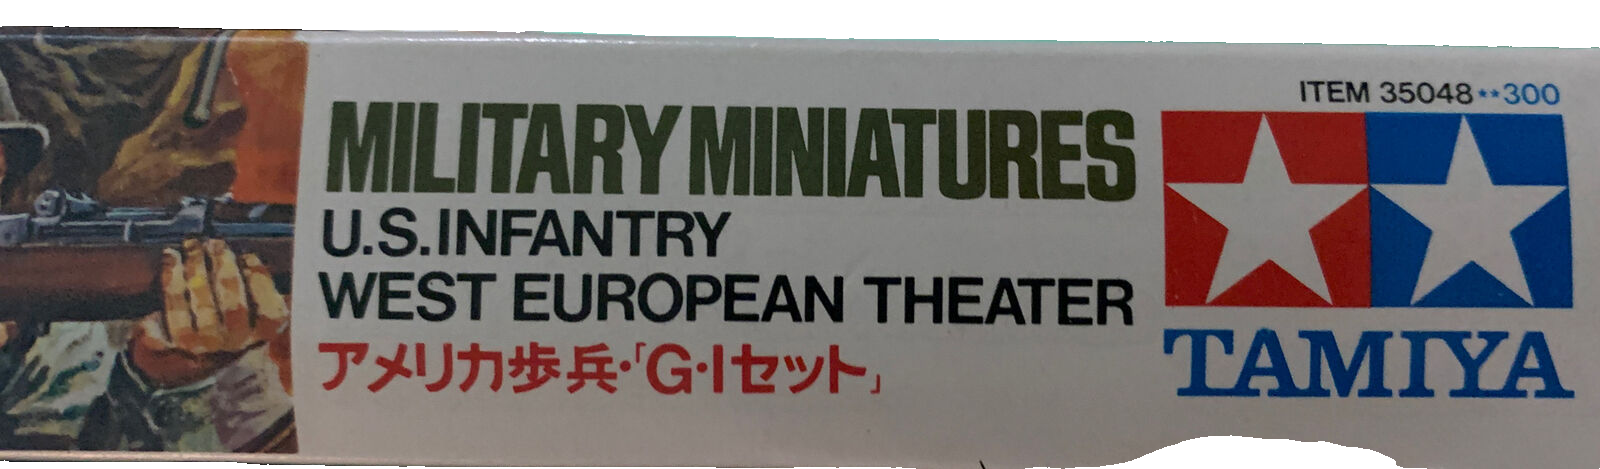 MILITARY MINIATURES
U.S. INFANTRY
WEST EUROPEAN THEATER
アメリカ歩兵・「G・Iセット」
ITEM 35048**300
TAMIYA